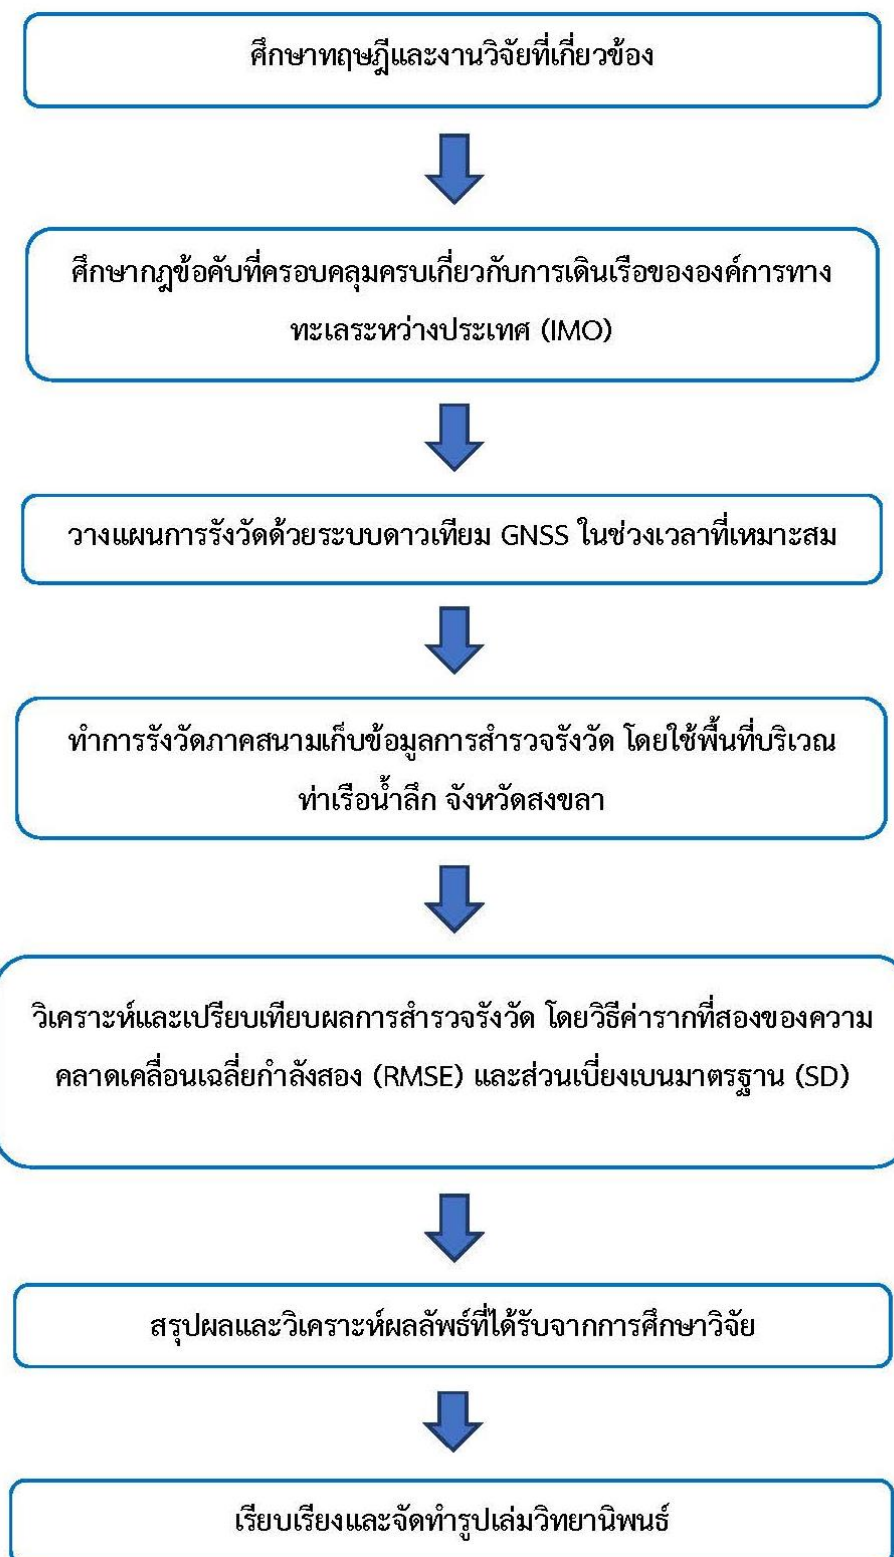 ศึกษาทฤษฎีและงานวิจัยที่เกี่ยวข้อง
ศึกษากฎข้อคับที่ครอบคลุมครบเกี่ยวกับการเดินเรือขององค์การทาง
ทะเลระหว่างประเทศ (IMO)
วางแผนการรังวัดด้วยระบบดาวเทียม GNSS ในช่วงเวลาที่เหมาะสม
ทำการรังวัดภาคสนามเก็บข้อมูลการสำรวจรังวัด โดยใช้พื้นที่บริเวณ
ท่าเรือน้ำลึก จังหวัดสงขลา
วิเคราะห์และเปรียบเทียบผลการสำรวจรังวัด โดยวิธีค่ารากที่สองของความ
คลาดเคลื่อนเฉลี่ยกำลังสอง (RMSE) และส่วนเบี่ยงเบนมาตรฐาน (SD)
สรุปผลและวิเคราะห์ผลลัพธ์ที่ได้รับจากการศึกษาวิจัย
เรียบเรียงและจัดทำรูปเล่มวิทยานิพนธ์